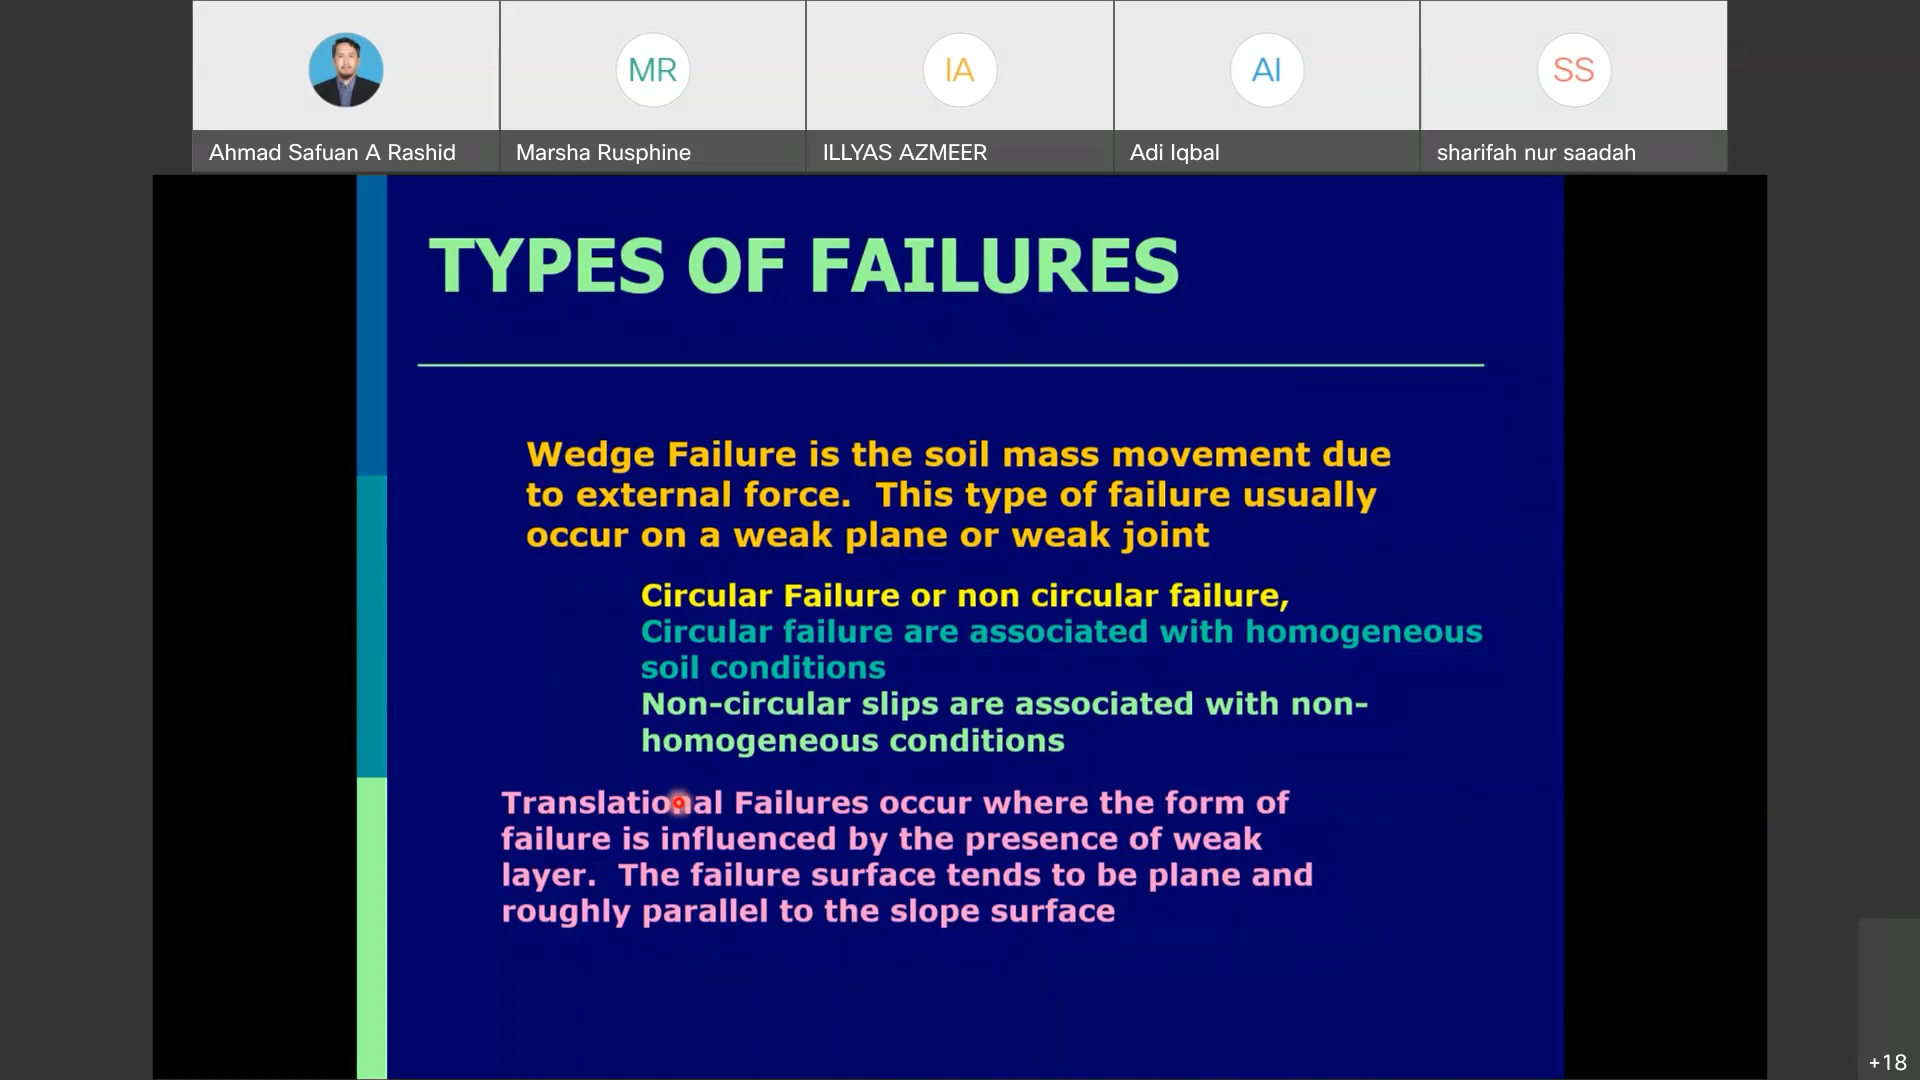 MR
IA
AI
SS
Ahmad Safuan A Rashid
Marsha Rusphine
ILLYAS AZMEER
Adi Iqbal
sharifah nur saadah
TYPES OF FAILURES
Wedge Failure is the soil mass movement due
to external force.  This type of failure usually
occur on a weak plane or weak joint
Circular Failure or non circular failure,
Circular failure are associated with homogeneous
soil conditions
Non-circular slips are associated with non-
homogeneous conditions
Translational Failures occur where the form of
failure is influenced by the presence of weak
layer.  The failure surface tends to be plane and
roughly parallel to the slope surface
+18